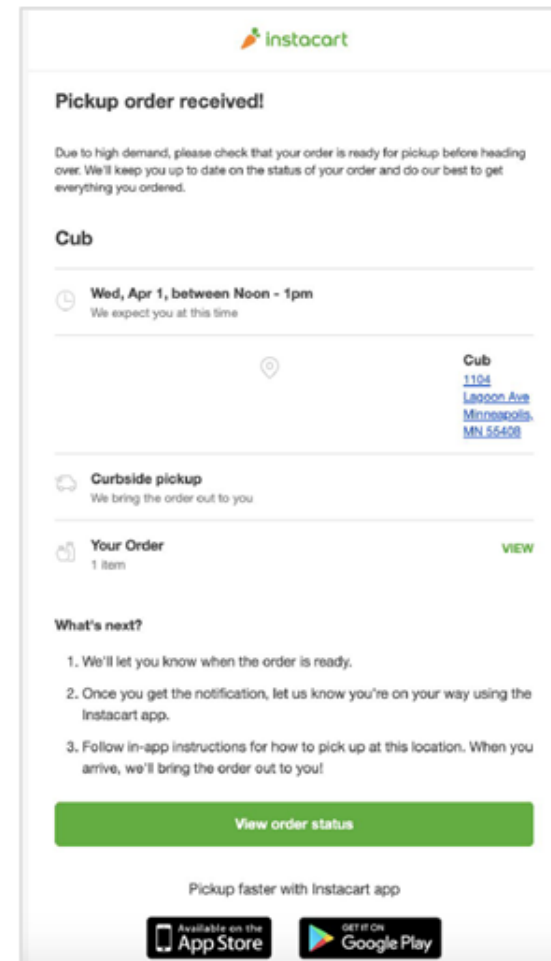 instacart
Pickup order received!
Due to high demand, please check that your order is ready for pickup before heading
over. We'll keep you up to date on the status of your order and do our best to get
everything you ordered.
Cub
Wed, Apr 1, between Noon - 1pm
We expect you at this time
Cub
1104
Lagoon Ave
Minneapolis,
MN 55408
Curbside pickup
We bring the order out to you
Your Order
VIEW
1 item
What's next?
1. We'll let you know when the order is ready.
2. Once you get the notification, let us know you're on your way using the
Instacart app.
3. Follow in-app instructions for how to pick up at this location. When you
arrive, we'll bring the order out to you!
View order status
Pickup faster with Instacart app
Available on the
App Store
GET IT ON
Google Play